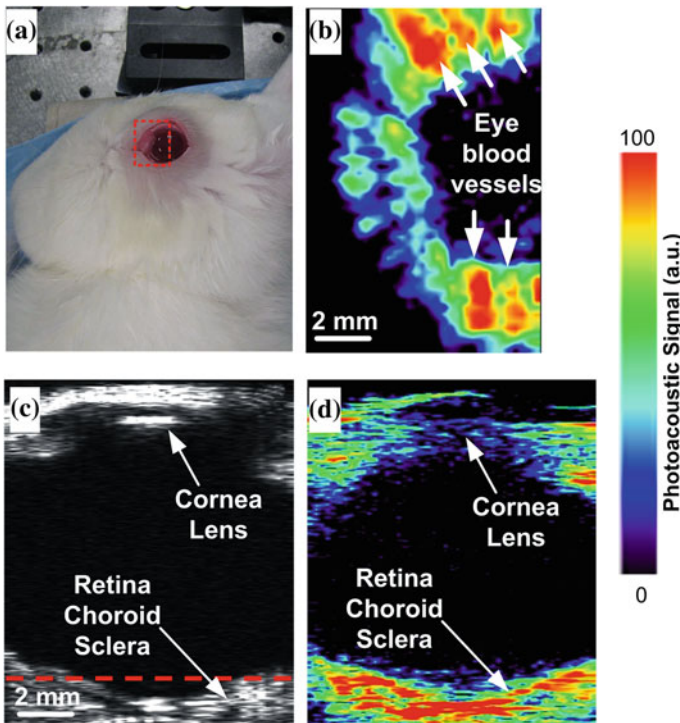 (a)
(b)
Eye
blood
vessels
2 mm
100
Photoacoustic Signal (a.u.)
0
(c)
Cornea
Lens
Retina
Choroid
Sclera
2 mm
(d)
Cornea
Lens
Retina
Choroid
Sclera